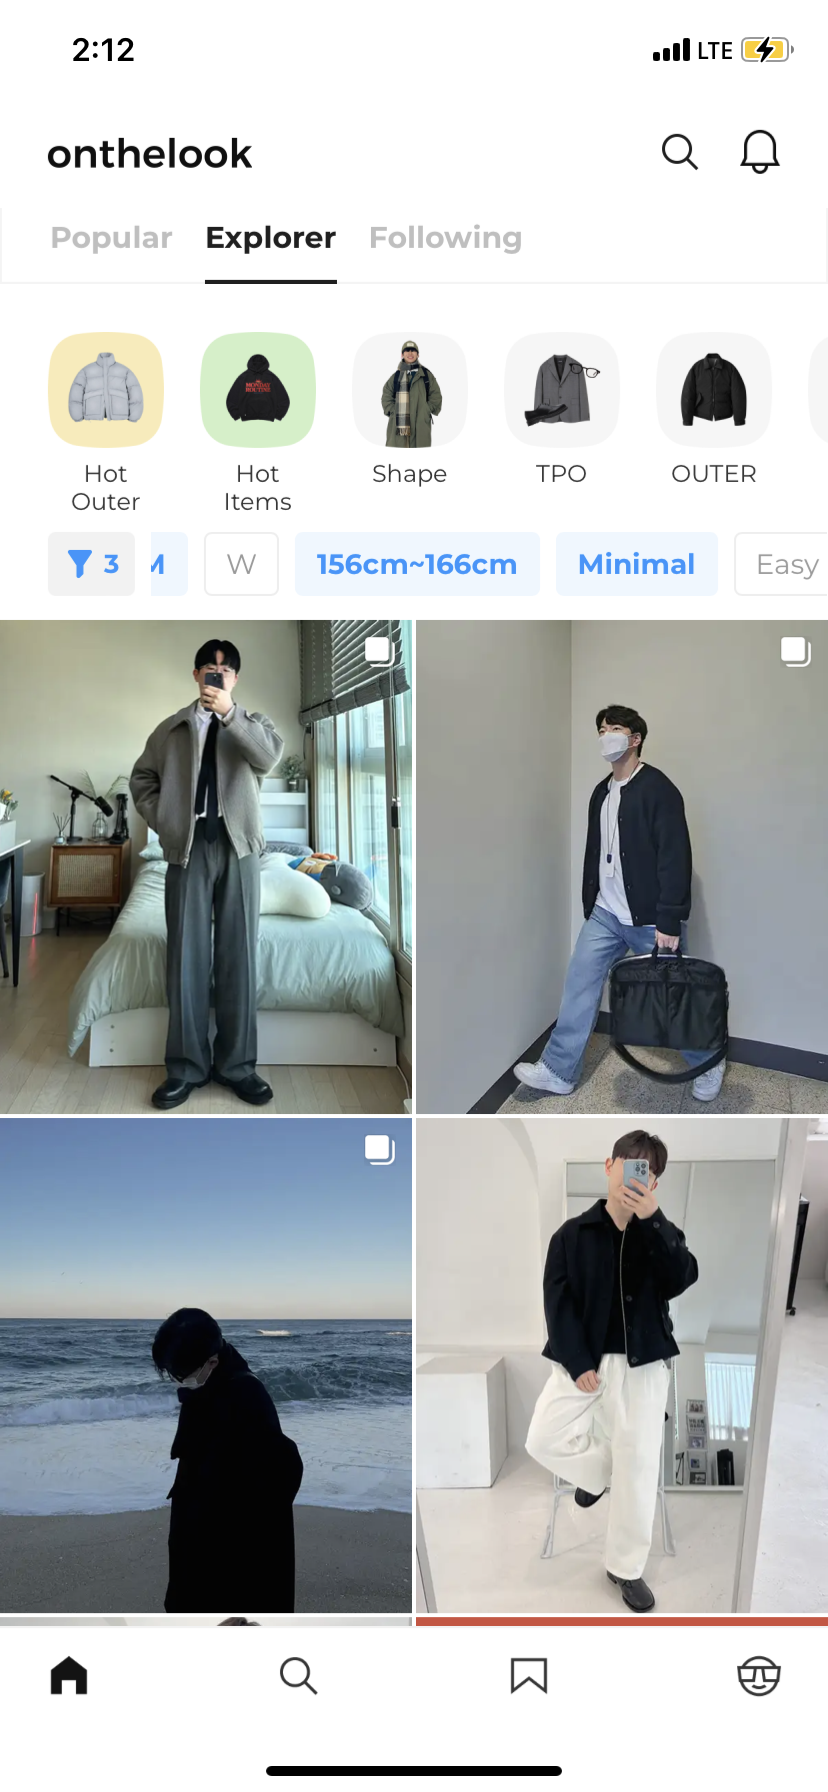 2:12
LTE
onthelook
Popular Explorer Following
Hot Outer
Hot Items
Shape
TPO
OUTER
3 M W 156cm~166cm Minimal Easy